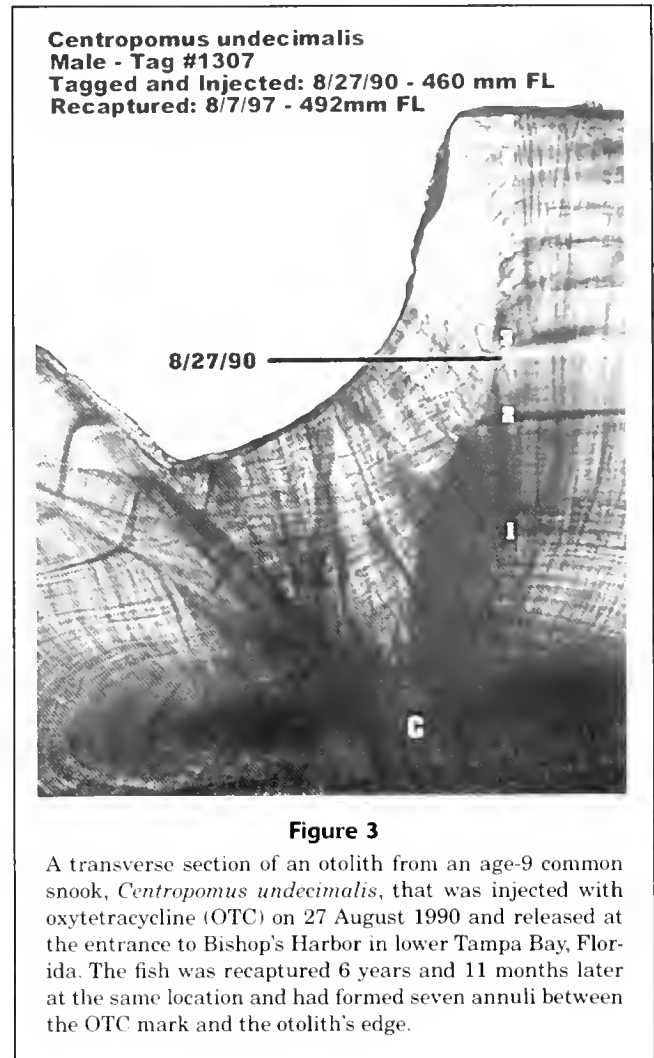 Centropomus undecimalis
Male - Tag #1307
Tagged and Injected: 8/27/90 - 460 mm FL
Recaptured: 8/7/97 - 492mm FL
3
8/27/90
2
1
C
Figure 3
A transverse section of an otolith from an age-9 common
snook, Centropomus undecimalis, that was injected with
oxytetracycline (OTC) on 27 August 1990 and released at
the entrance to Bishop's Harbor in lower Tampa Bay, Flor-
ida. The fish was recaptured 6 years and 11 months later
at the same location and had formed seven annuli between
the OTC mark and the otolith's edge.